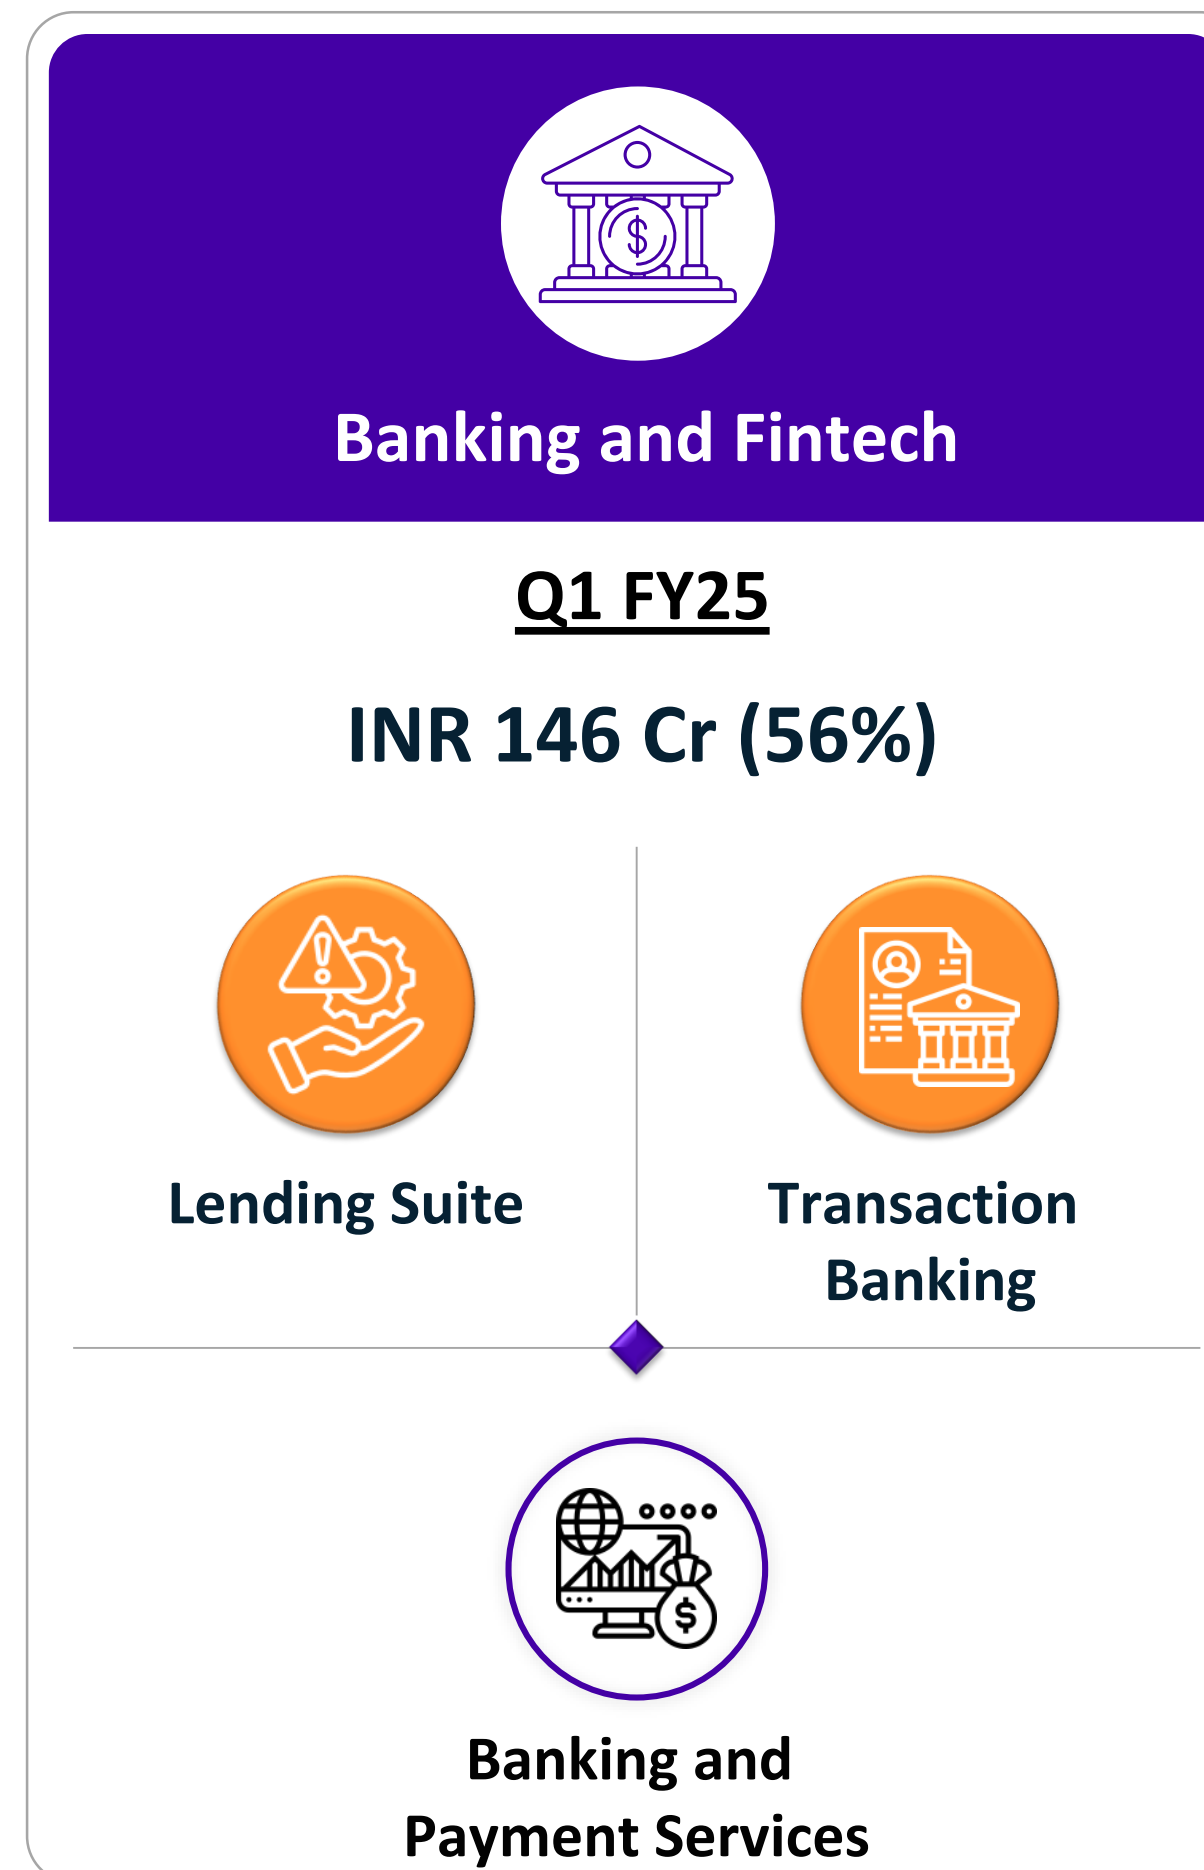 Banking and Fintech
Q1 FY25
INR 146 Cr (56%)
Lending Suite
Transaction
Banking
Banking and
Payment Services